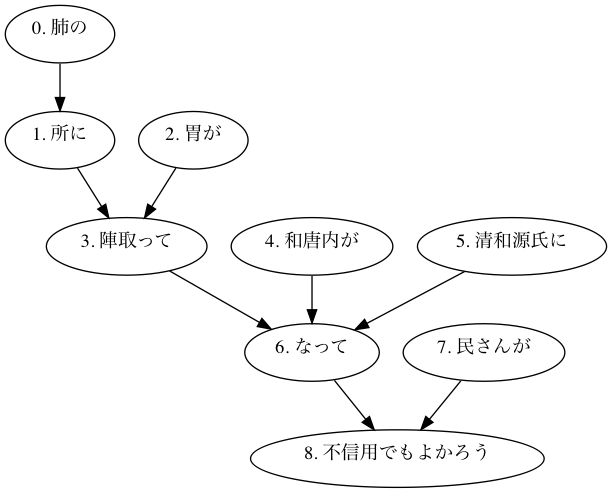 0. 肺の
1. 所に
2. 胃が
3. 陣取って
4. 和唐内が
5. 清和源氏に
6. なって
7. 民さんが
8. 不信用でもよかろう